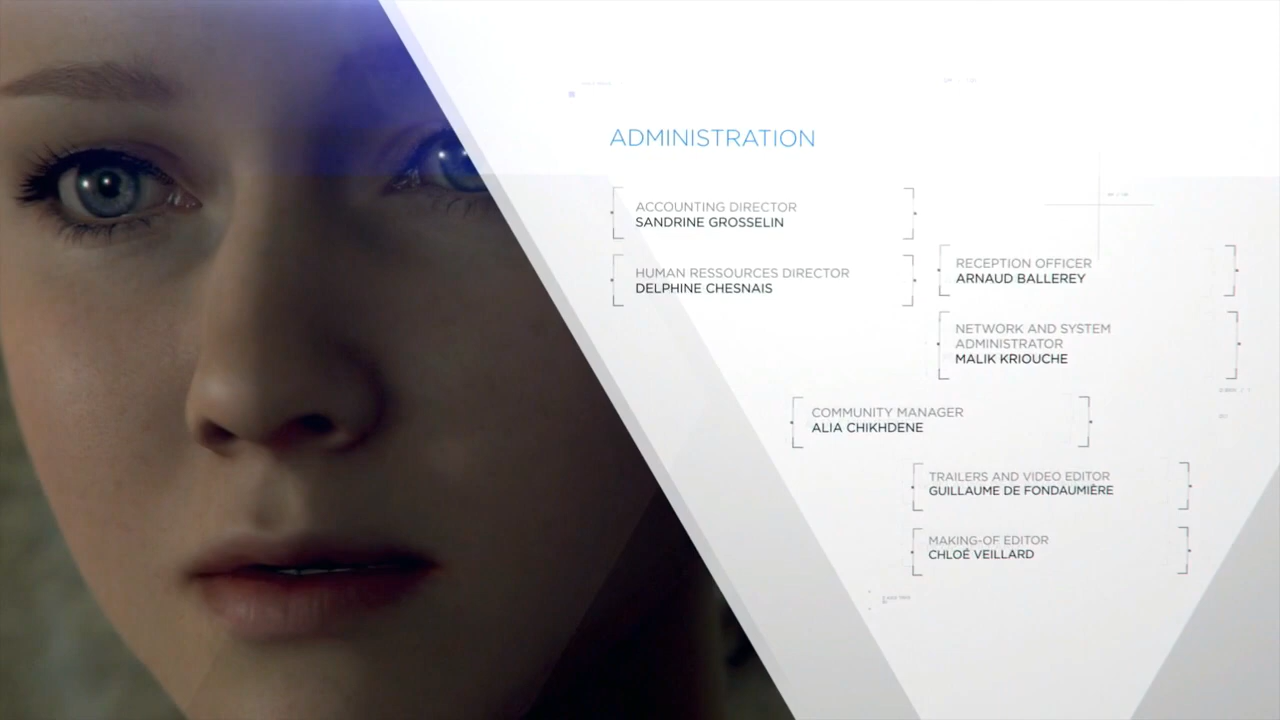 ADMINISTRATION
ACCOUNTING DIRECTOR
SANDRINE GROSSELIN
HUMAN RESSOURCES DIRECTOR
DELPHINE CHESNAIS
RECEPTION OFFICER
ARNAUD BALLEREY
NETWORK AND SYSTEM
ADMINISTRATOR
MALIK KRIOUCHE
COMMUNITY MANAGER
ALIA CHIKHDENE
TRAILERS AND VIDEO EDITOR
GUILLAUME DE FONDAUMIÈRE
MAKING-OF EDITOR
CHLOÉ VEILLARD